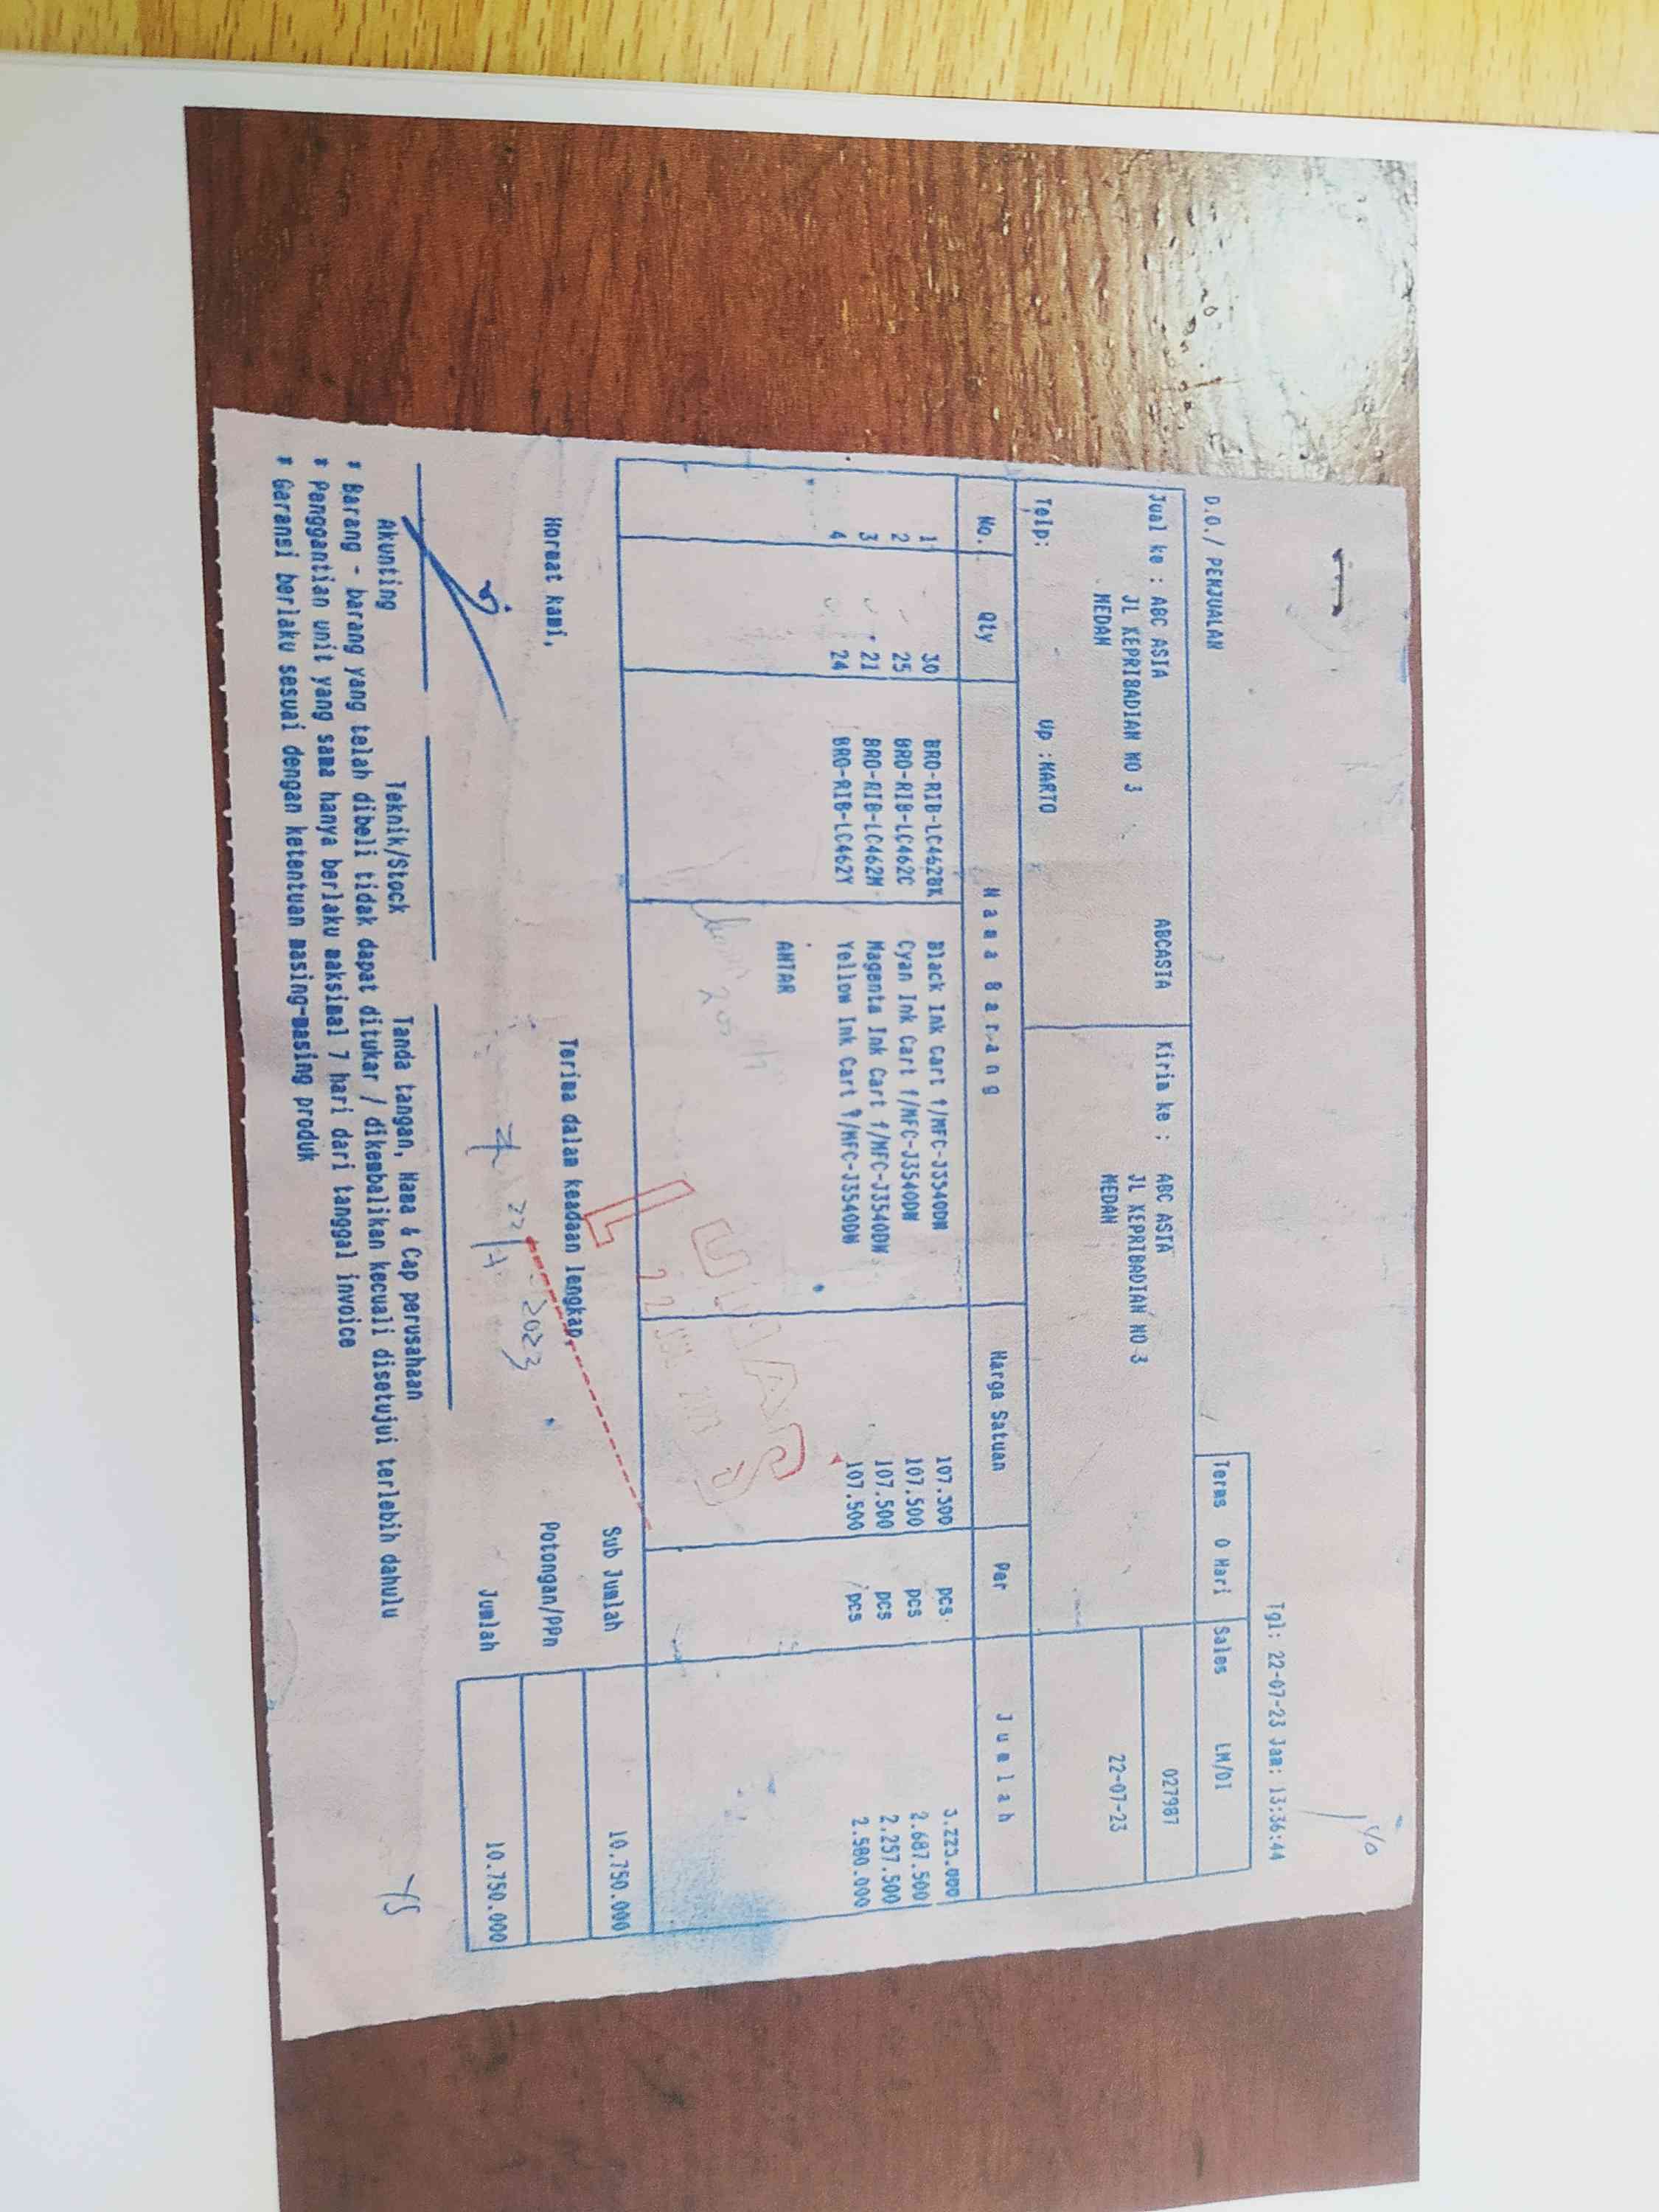 Tgl: 22-07-23 Jam: 13:36:44
D.O./ PENJUALAN
Terms 0 Hari Sales LM/DI
Jual ke : ABC ASIA ABCASIA Kirim ke : ABC ASIA 027987
JL KEPRIBADIAN NO 3 JL KEPRIBADIAN NO 3
MEDAN MEDAN 22-07-23
Telp: Up :HARTO
No. Qty Nama Barang Harga Satuan Per Jumlah
1 30 BRO-RIB-LC462BK Black Ink Cart f/MFC-J3540DW 107.500 pcs 3.225.000
2 25 BRO-RIB-LC462C Cyan Ink Cart f/MFC-J3540DW 107.500 pcs 2.687.500
3 21 BRO-RIB-LC462M Magenta Ink Cart f/MFC-J3540DW 107.500 pcs 2.257.500
4 24 BRO-RIB-LC462Y Yellow Ink Cart f/MFC-J3540DW 107.500 pcs 2.580.000
ANTAR
LUNAS
Sub Jumlah 10.750.000
Hormat kami, Terima dalam keadaan lengkap,
Potongan/PPn
22/7 2023
Jumlah 10.750.000
Akunting Teknik/Stock Tanda tangan, Nama & Cap perusahaan
* Barang - barang yang telah dibeli tidak dapat ditukar / dikembalikan kecuali disetujui terlebih dahulu
* Penggantian unit yang sama hanya berlaku maksimal 7 hari dari tanggal invoice
* Garansi berlaku sesuai dengan ketentuan masing-masing produk